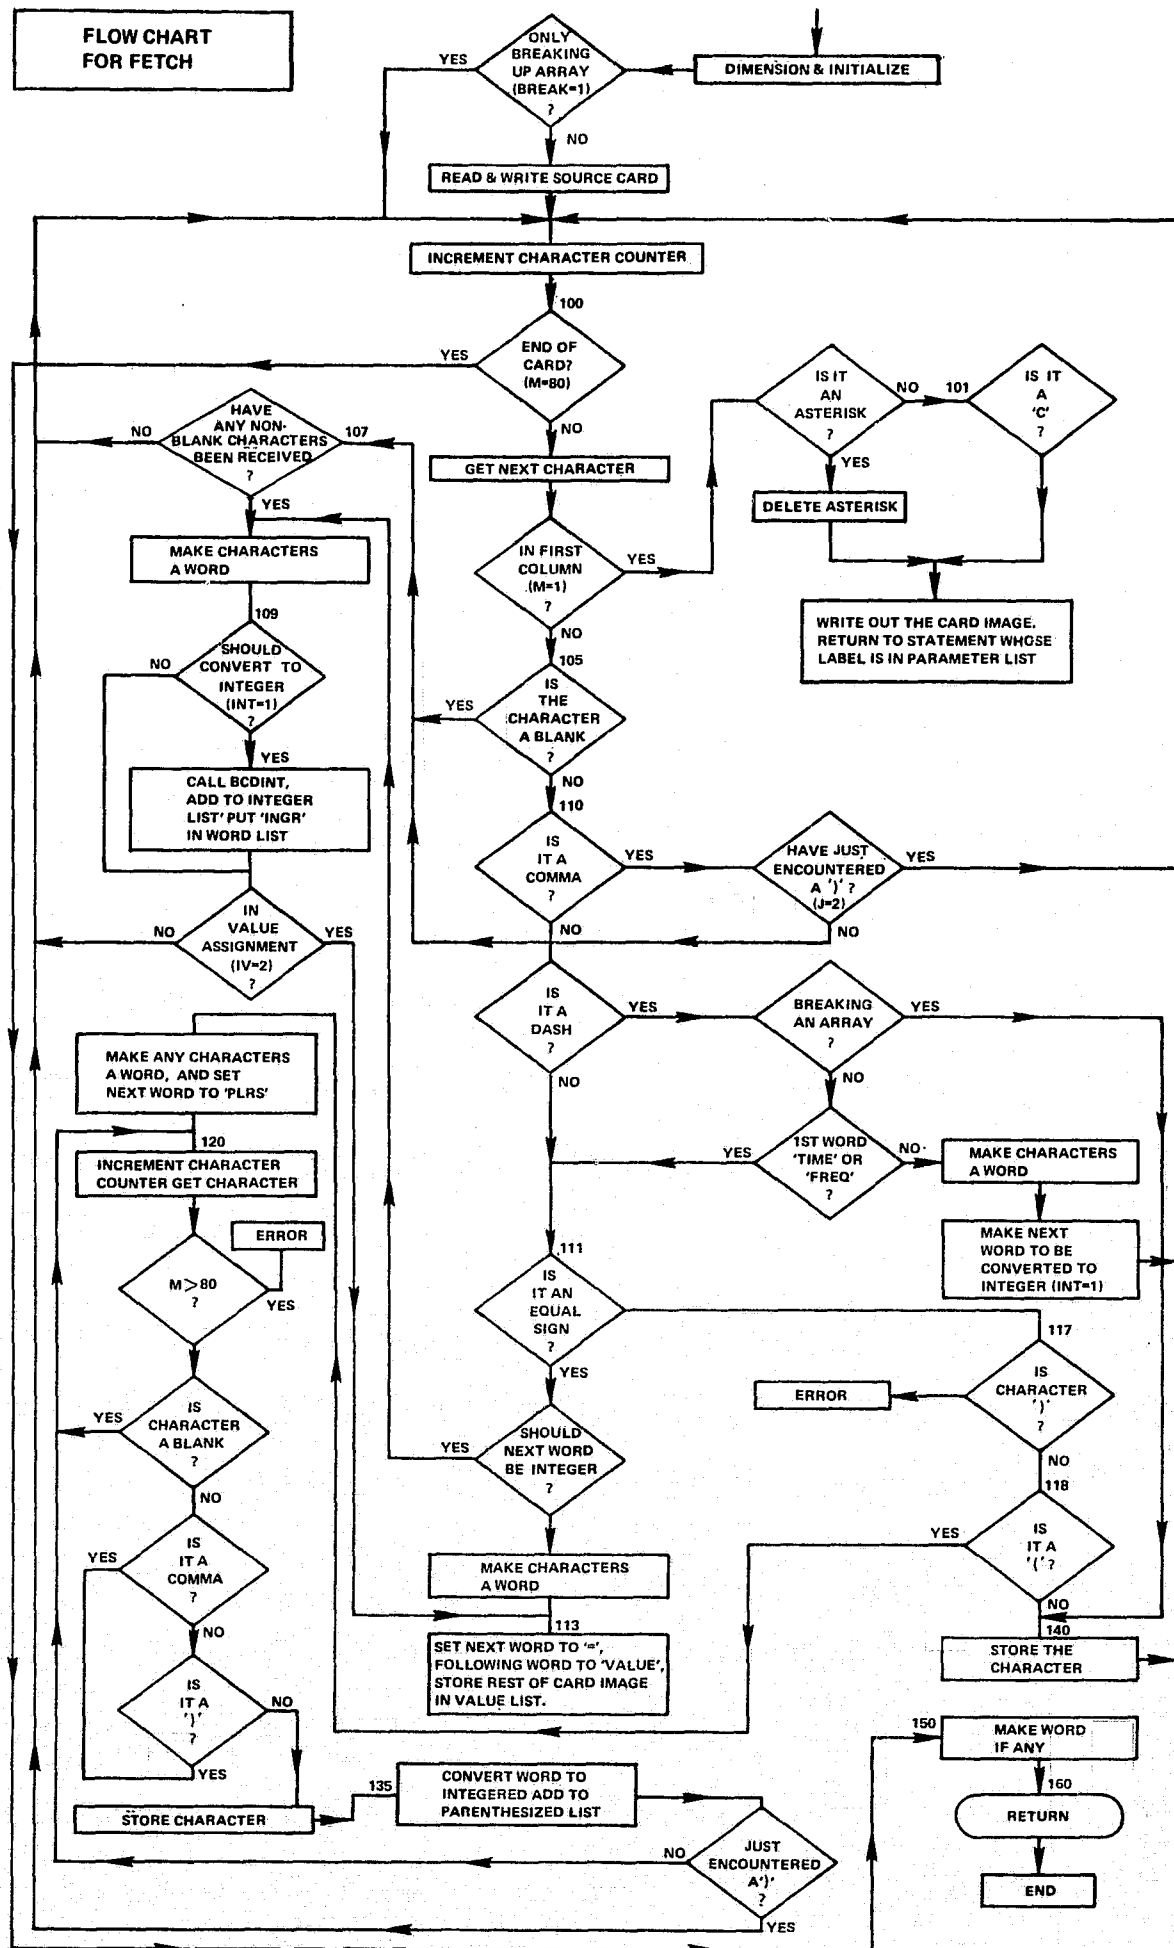 FLOW CHART
FOR FETCH
ONLY
BREAKING
UP ARRAY
(BREAK=1)
?
YES
NO
DIMENSION & INITIALIZE
READ & WRITE SOURCE CARD
INCREMENT CHARACTER COUNTER
100
END OF
CARD?
(M=80)
YES
NO
GET NEXT CHARACTER
IS IT
AN
ASTERISK
?
NO
YES
101
IS IT
A
'C'
?
DELETE ASTERISK
HAVE
ANY NON-
BLANK CHARACTERS
BEEN RECEIVED
?
NO
107
YES
MAKE CHARACTERS
A WORD
IN FIRST
COLUMN
(M=1)
?
YES
NO
WRITE OUT THE CARD IMAGE.
RETURN TO STATEMENT WHOSE
LABEL IS IN PARAMETER LIST
109
SHOULD
CONVERT TO
INTEGER
(INT=1)
?
NO
YES
105
IS
THE
CHARACTER
A BLANK
?
YES
NO
CALL BCDINT,
ADD TO INTEGER
LIST' PUT 'INGR'
IN WORD LIST
110
IS
IT A
COMMA
?
YES
NO
HAVE JUST
ENCOUNTERED
A ')' ?
(J=2)
YES
NO
IN
VALUE
ASSIGNMENT
(IV=2)
?
NO
YES
IS
IT A
DASH
?
YES
NO
BREAKING
AN ARRAY
?
YES
NO
MAKE ANY CHARACTERS
A WORD, AND SET
NEXT WORD TO 'PLRS'
120
INCREMENT CHARACTER
COUNTER GET CHARACTER
1ST WORD
'TIME' OR
'FREQ'
?
YES
NO
MAKE CHARACTERS
A WORD
MAKE NEXT
WORD TO BE
CONVERTED TO
INTEGER (INT=1)
ERROR
M>80
?
YES
111
IS
IT AN
EQUAL
SIGN
?
YES
117
IS
CHARACTER
')'
?
NO
ERROR
IS
CHARACTER
A BLANK
?
YES
NO
SHOULD
NEXT WORD
BE INTEGER
?
YES
118
IS
IT A
'(' ?
YES
NO
IS
IT A
COMMA
?
YES
NO
MAKE CHARACTERS
A WORD
113
SET NEXT WORD TO '=',
FOLLOWING WORD TO 'VALUE',
STORE REST OF CARD IMAGE
IN VALUE LIST.
140
STORE THE
CHARACTER
IS
IT A
')'
?
NO
YES
150
MAKE WORD
IF ANY
STORE CHARACTER
135
CONVERT WORD TO
INTEGERED ADD TO
PARENTHESIZED LIST
160
RETURN
JUST
ENCOUNTERED
A')'
?
NO
YES
END